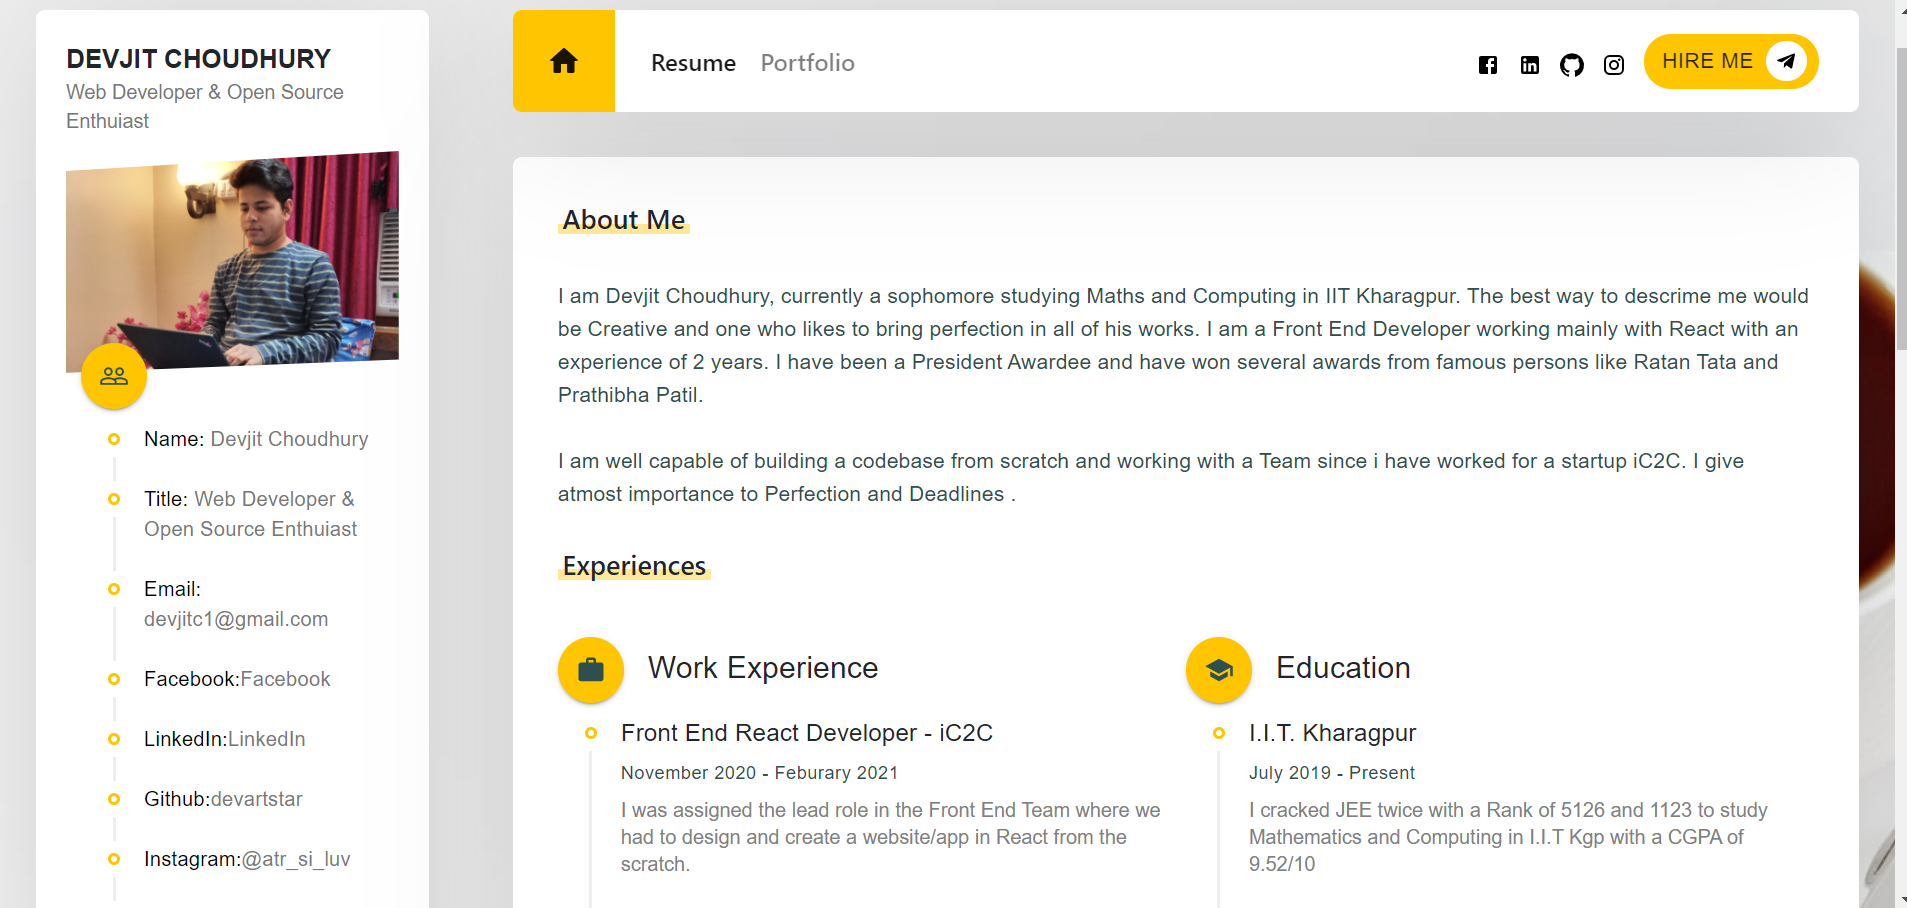 DEVJIT CHOUDHURY
Web Developer & Open Source
Enthuiast
Name: Devjit Choudhury
Title: Web Developer &
Open Source Enthuiast
Email:
devjitc1@gmail.com
Facebook:Facebook
LinkedIn:LinkedIn
Github:devartstar
Instagram:@atr_si_luv
Resume Portfolio
HIRE ME
About Me
I am Devjit Choudhury, currently a sophomore studying Maths and Computing in IIT Kharagpur. The best way to descrime me would
be Creative and one who likes to bring perfection in all of his works. I am a Front End Developer working mainly with React with an
experience of 2 years. I have been a President Awardee and have won several awards from famous persons like Ratan Tata and
Prathibha Patil.
I am well capable of building a codebase from scratch and working with a Team since i have worked for a startup iC2C. I give
atmost importance to Perfection and Deadlines .
Experiences
Work Experience
Front End React Developer - iC2C
November 2020 - Feburary 2021
I was assigned the lead role in the Front End Team where we
had to design and create a website/app in React from the
scratch.
Education
I.I.T. Kharagpur
July 2019 - Present
I cracked JEE twice with a Rank of 5126 and 1123 to study
Mathematics and Computing in I.I.T Kgp with a CGPA of
9.52/10